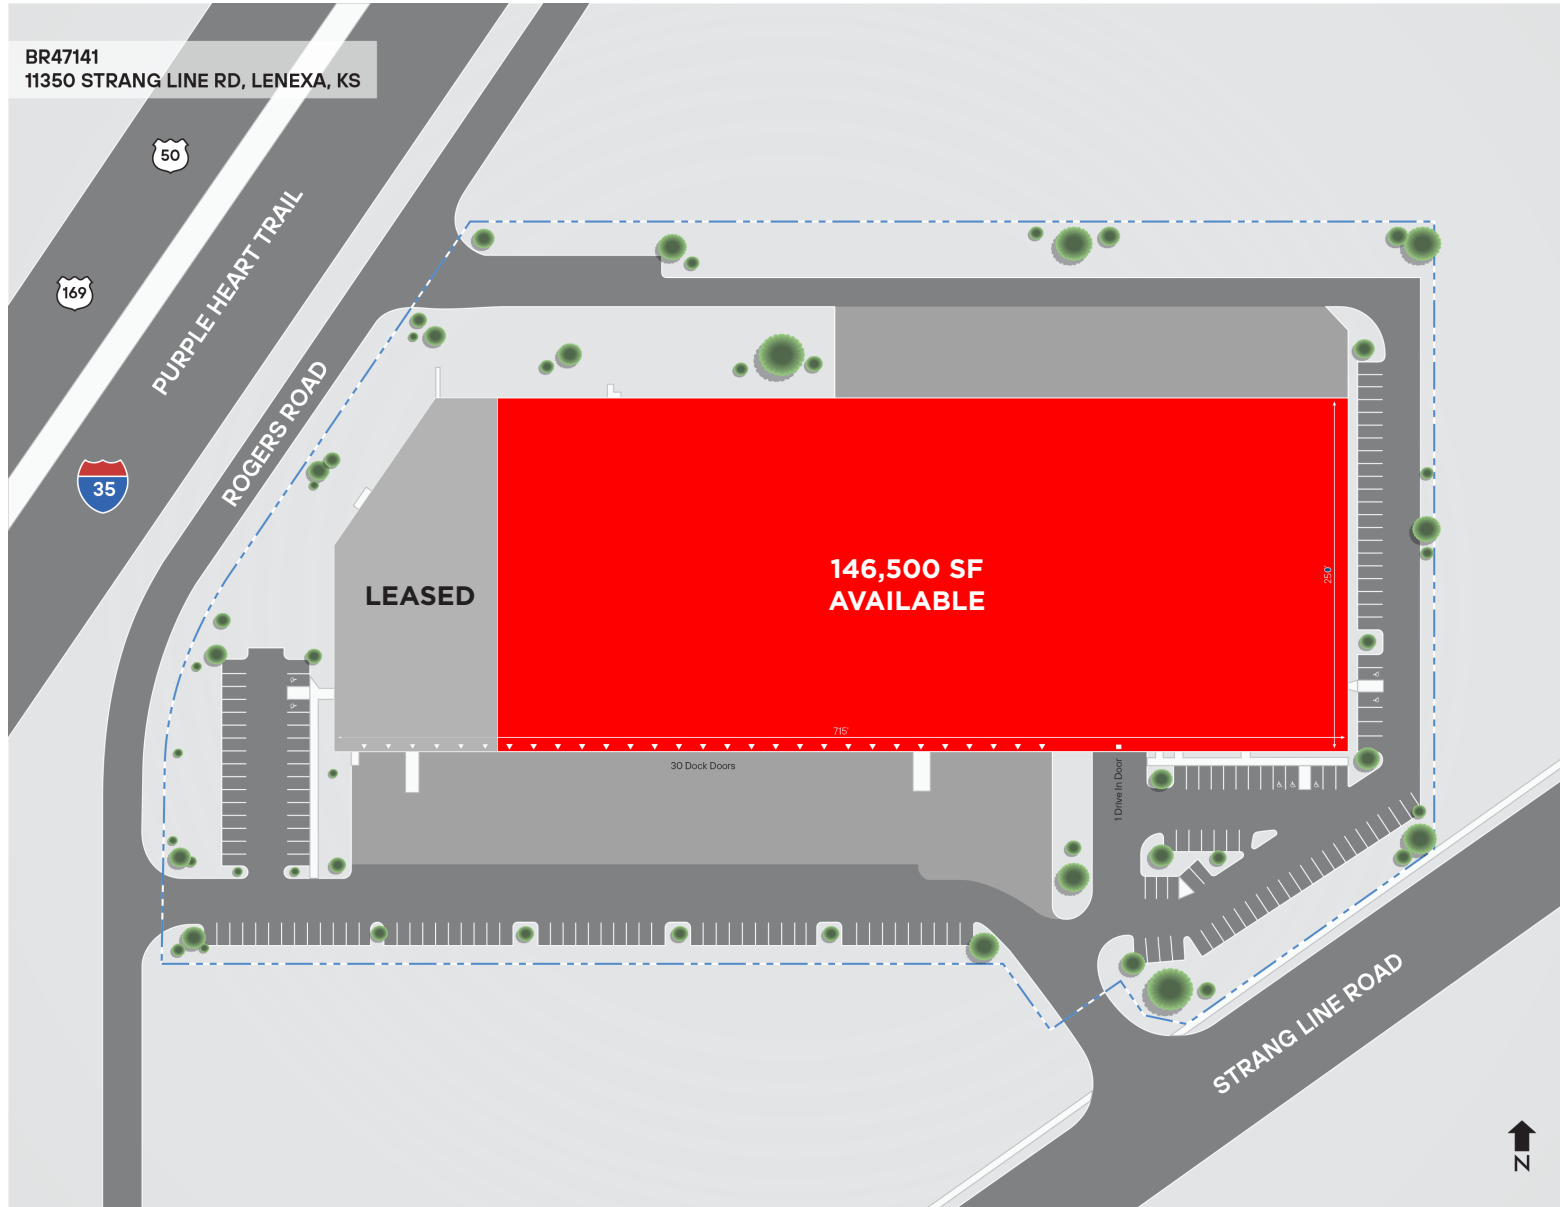 BR47141
11350 STRANG LINE RD, LENEXA, KS
50
169
PURPLE HEART TRAIL
35
ROGERS ROAD
LEASED
146,500 SF
AVAILABLE
250'
715'
30 Dock Doors
1 Drive In Door
STRANG LINE ROAD
N